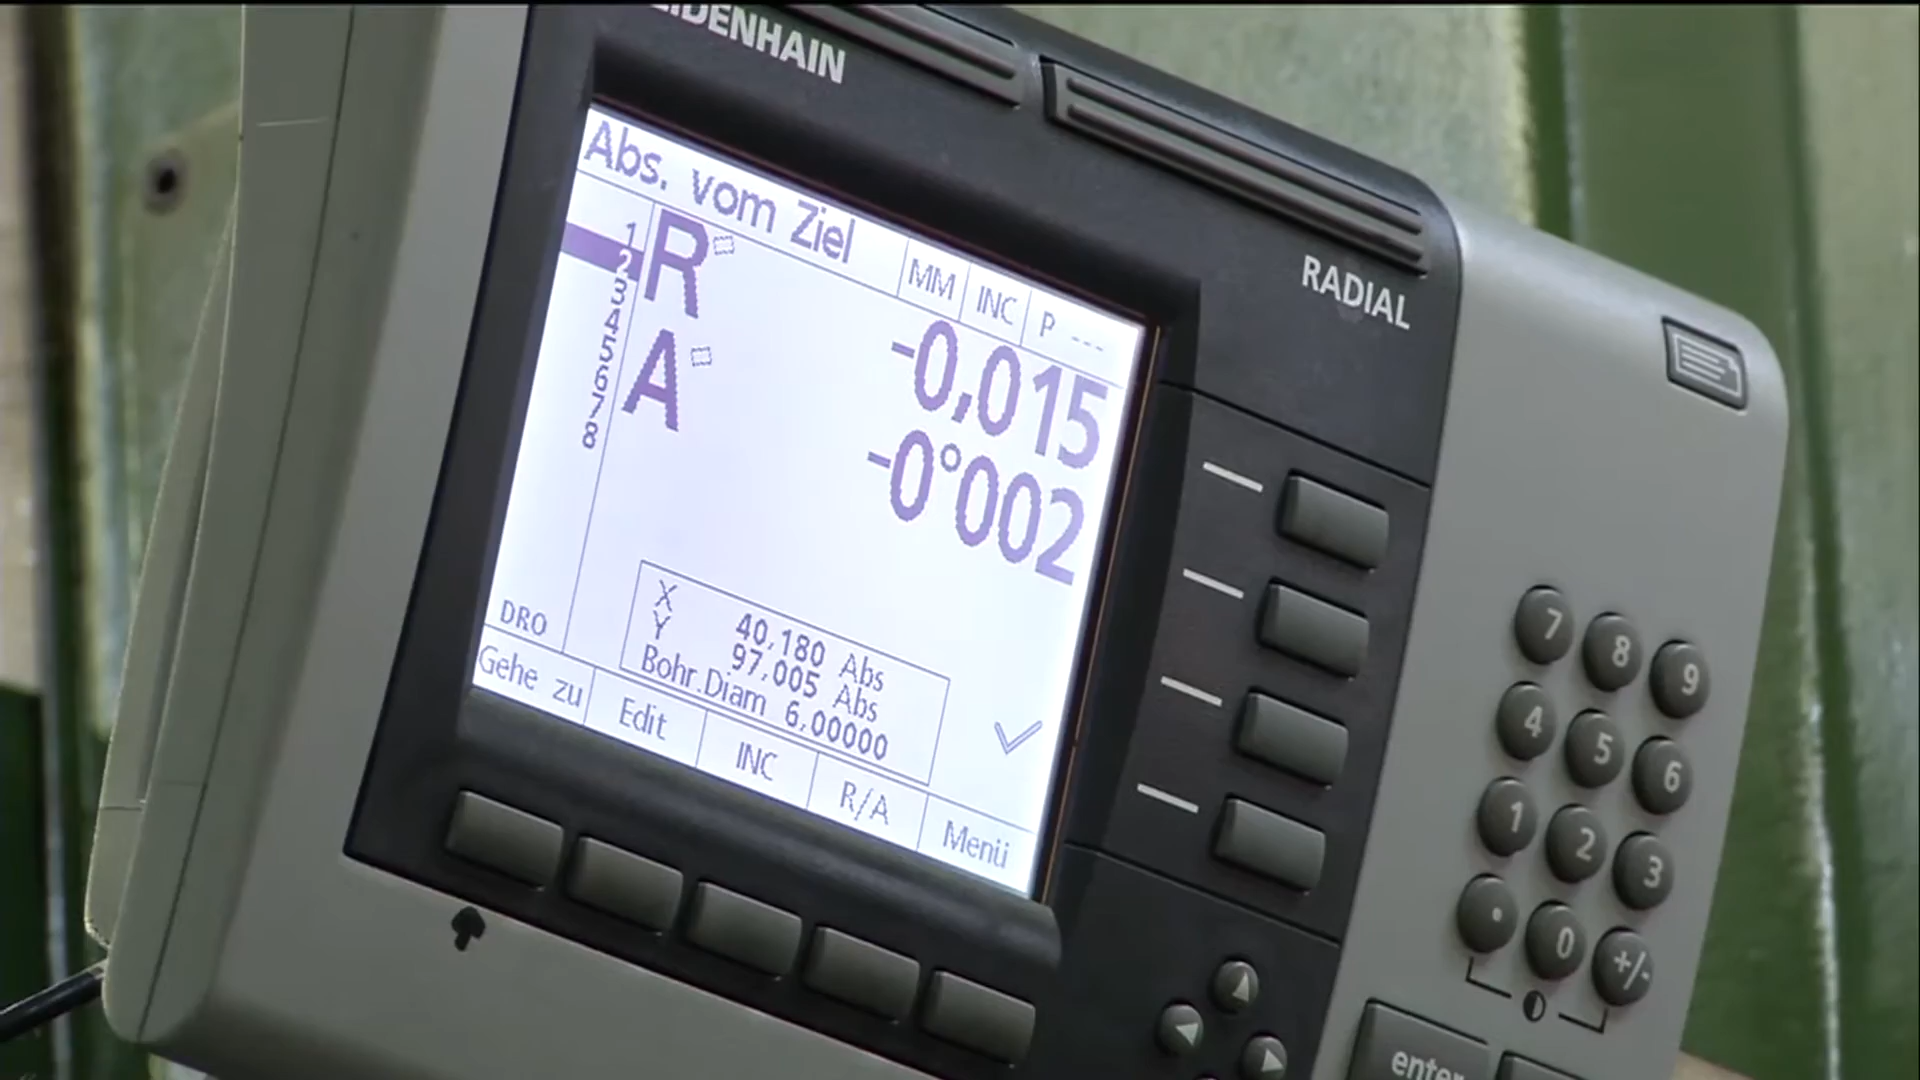 EIDENHAIN
RADIAL
Abs. vom Ziel
MM INC P ---
1
2
3
4
5
6
7
8
R -0,015
A -0°002
X 40,180 Abs
Y 97,005 Abs
Bohr.Diam 6,00000
DRO
Gehe zu Edit INC R/A Menü
7 8 9
4 5 6
1 2 3
• 0 +/-
enter